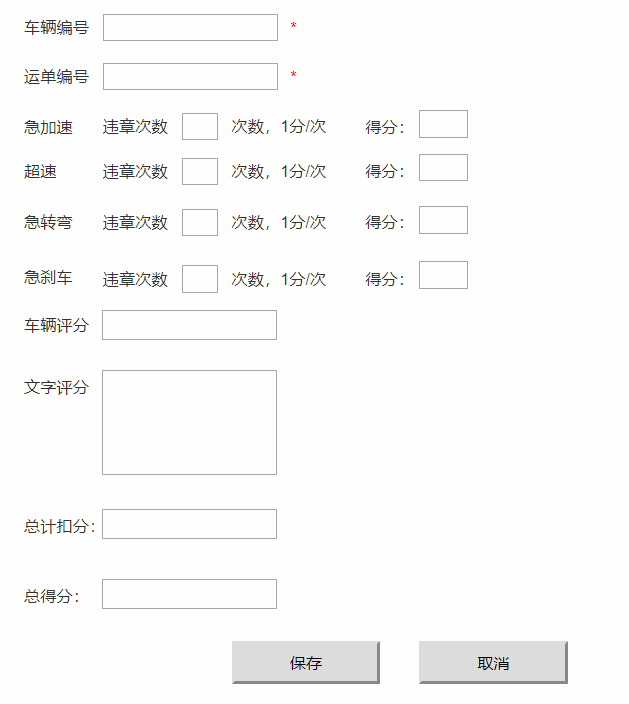 车辆编号 *
运单编号 *
急加速 违章次数 次数，1分/次 得分：
超速 违章次数 次数，1分/次 得分：
急转弯 违章次数 次数，1分/次 得分：
急刹车 违章次数 次数，1分/次 得分：
车辆评分
文字评分
总计扣分：
总得分：
保存 取消